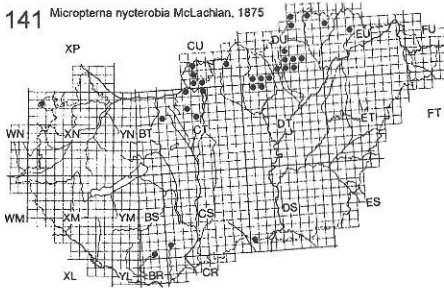 141 Micropterna nycterobia McLachlan, 1875
XP CU DU EU FU
WN XN YN BT CT DT ET FT
WM XM YM BS CS DS ES
XL YL BR CR